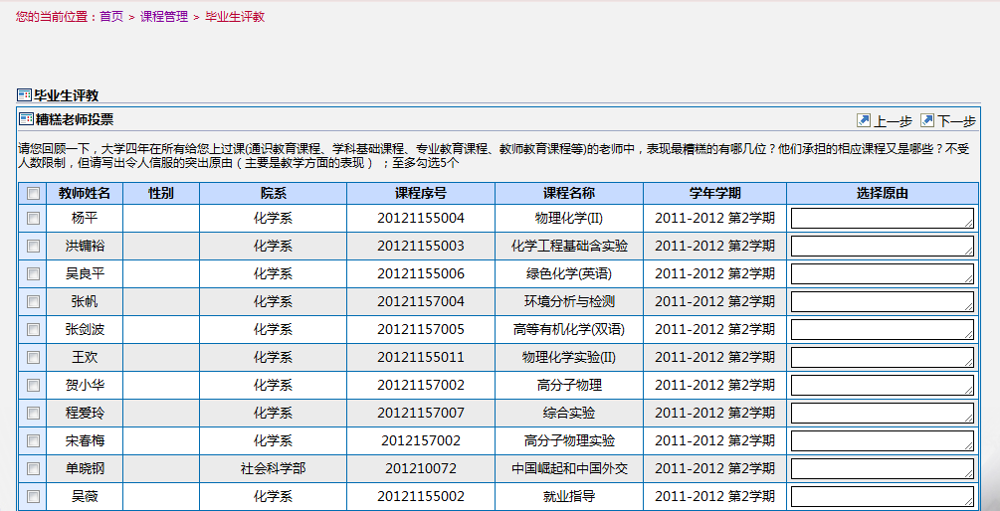 您的当前位置：首页 > 课程管理 > 毕业生评教
毕业生评教
糟糕老师投票 上一步 下一步
请您回顾一下，大学四年在所有给您上过课(通识教育课程、学科基础课程、专业教育课程、教师教育课程等)的老师中，表现最糟糕的有哪几位？他们承担的相应课程又是哪些？不受
人数限制，但请写出令人信服的突出原由（主要是教学方面的表现）；至多勾选5个
教师姓名 性别 院系 课程序号 课程名称 学年学期 选择原由
杨平 化学系 20121155004 物理化学(II) 2011-2012 第2学期
洪镛裕 化学系 20121155003 化学工程基础含实验 2011-2012 第2学期
吴良平 化学系 20121155006 绿色化学(英语) 2011-2012 第2学期
张帆 化学系 20121157004 环境分析与检测 2011-2012 第2学期
张剑波 化学系 20121157005 高等有机化学(双语) 2011-2012 第2学期
王欢 化学系 20121155011 物理化学实验(II) 2011-2012 第2学期
贺小华 化学系 20121157002 高分子物理 2011-2012 第2学期
程爱玲 化学系 20121157007 综合实验 2011-2012 第2学期
宋春梅 化学系 2012157002 高分子物理实验 2011-2012 第2学期
单晓钢 社会科学部 201210072 中国崛起和中国外交 2011-2012 第2学期
吴薇 化学系 20121155002 就业指导 2011-2012 第2学期